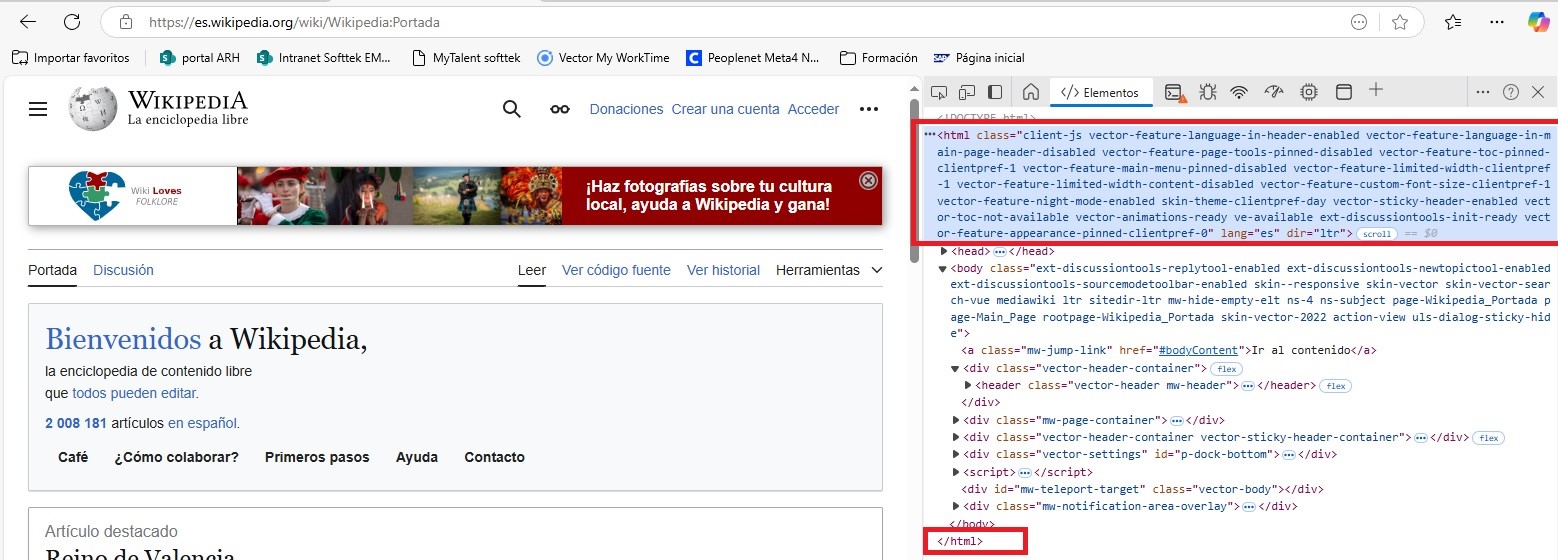 https://es.wikipedia.org/wiki/Wikipedia:Portada
Importar favoritos
portal ARH
Intranet Softtek EM...
MyTalent softtek
Vector My WorkTime
Peoplenet Meta4 N...
Formación
Página inicial
WIKIPEDIA
La enciclopedia libre
Donaciones Crear una cuenta Acceder
Wiki Loves
FOLKLORE
¡Haz fotografías sobre tu cultura
local, ayuda a Wikipedia y gana!
Portada Discusión
Leer Ver código fuente Ver historial Herramientas
Bienvenidos a Wikipedia,
la enciclopedia de contenido libre
que todos pueden editar.
2 008 181 artículos en español.
Café ¿Cómo colaborar? Primeros pasos Ayuda Contacto
Artículo destacado
Reino de Valencia
</> Elementos
<!DOCTYPE html>
<html class="client-js vector-feature-language-in-header-enabled vector-feature-language-in-m
ain-page-header-disabled vector-feature-page-tools-pinned-disabled vector-feature-toc-pinned-
clientpref-1 vector-feature-main-menu-pinned-disabled vector-feature-limited-width-clientpref
-1 vector-feature-limited-width-content-disabled vector-feature-custom-font-size-clientpref-1
vector-feature-night-mode-enabled skin-theme-clientpref-day vector-sticky-header-enabled vect
or-toc-not-available vector-animations-ready ve-available ext-discussiontools-init-ready vect
or-feature-appearance-pinned-clientpref-0" lang="es" dir="ltr"> scroll == $0
<head> ... </head>
<body class="ext-discussiontools-replytool-enabled ext-discussiontools-newtopictool-enabled
ext-discussiontools-sourcemodetoolbar-enabled skin--responsive skin-vector skin-vector-sear
ch-vue mediawiki ltr sitedir-ltr mw-hide-empty-elt ns-4 ns-subject page-Wikipedia_Portada p
age-Main_Page rootpage-Wikipedia_Portada skin-vector-2022 action-view uls-dialog-sticky-hid
e">
<a class="mw-jump-link" href="#bodyContent">Ir al contenido</a>
<div class="vector-header-container"> flex
<header class="vector-header mw-header"> ... </header> flex
</div>
<div class="mw-page-container"> ... </div>
<div class="vector-header-container vector-sticky-header-container"> ... </div> flex
<div class="vector-settings" id="p-dock-bottom"> ... </div>
<script> ... </script>
<div id="mw-teleport-target" class="vector-body"></div>
<div class="mw-notification-area-overlay"> ... </div>
</body>
</html>